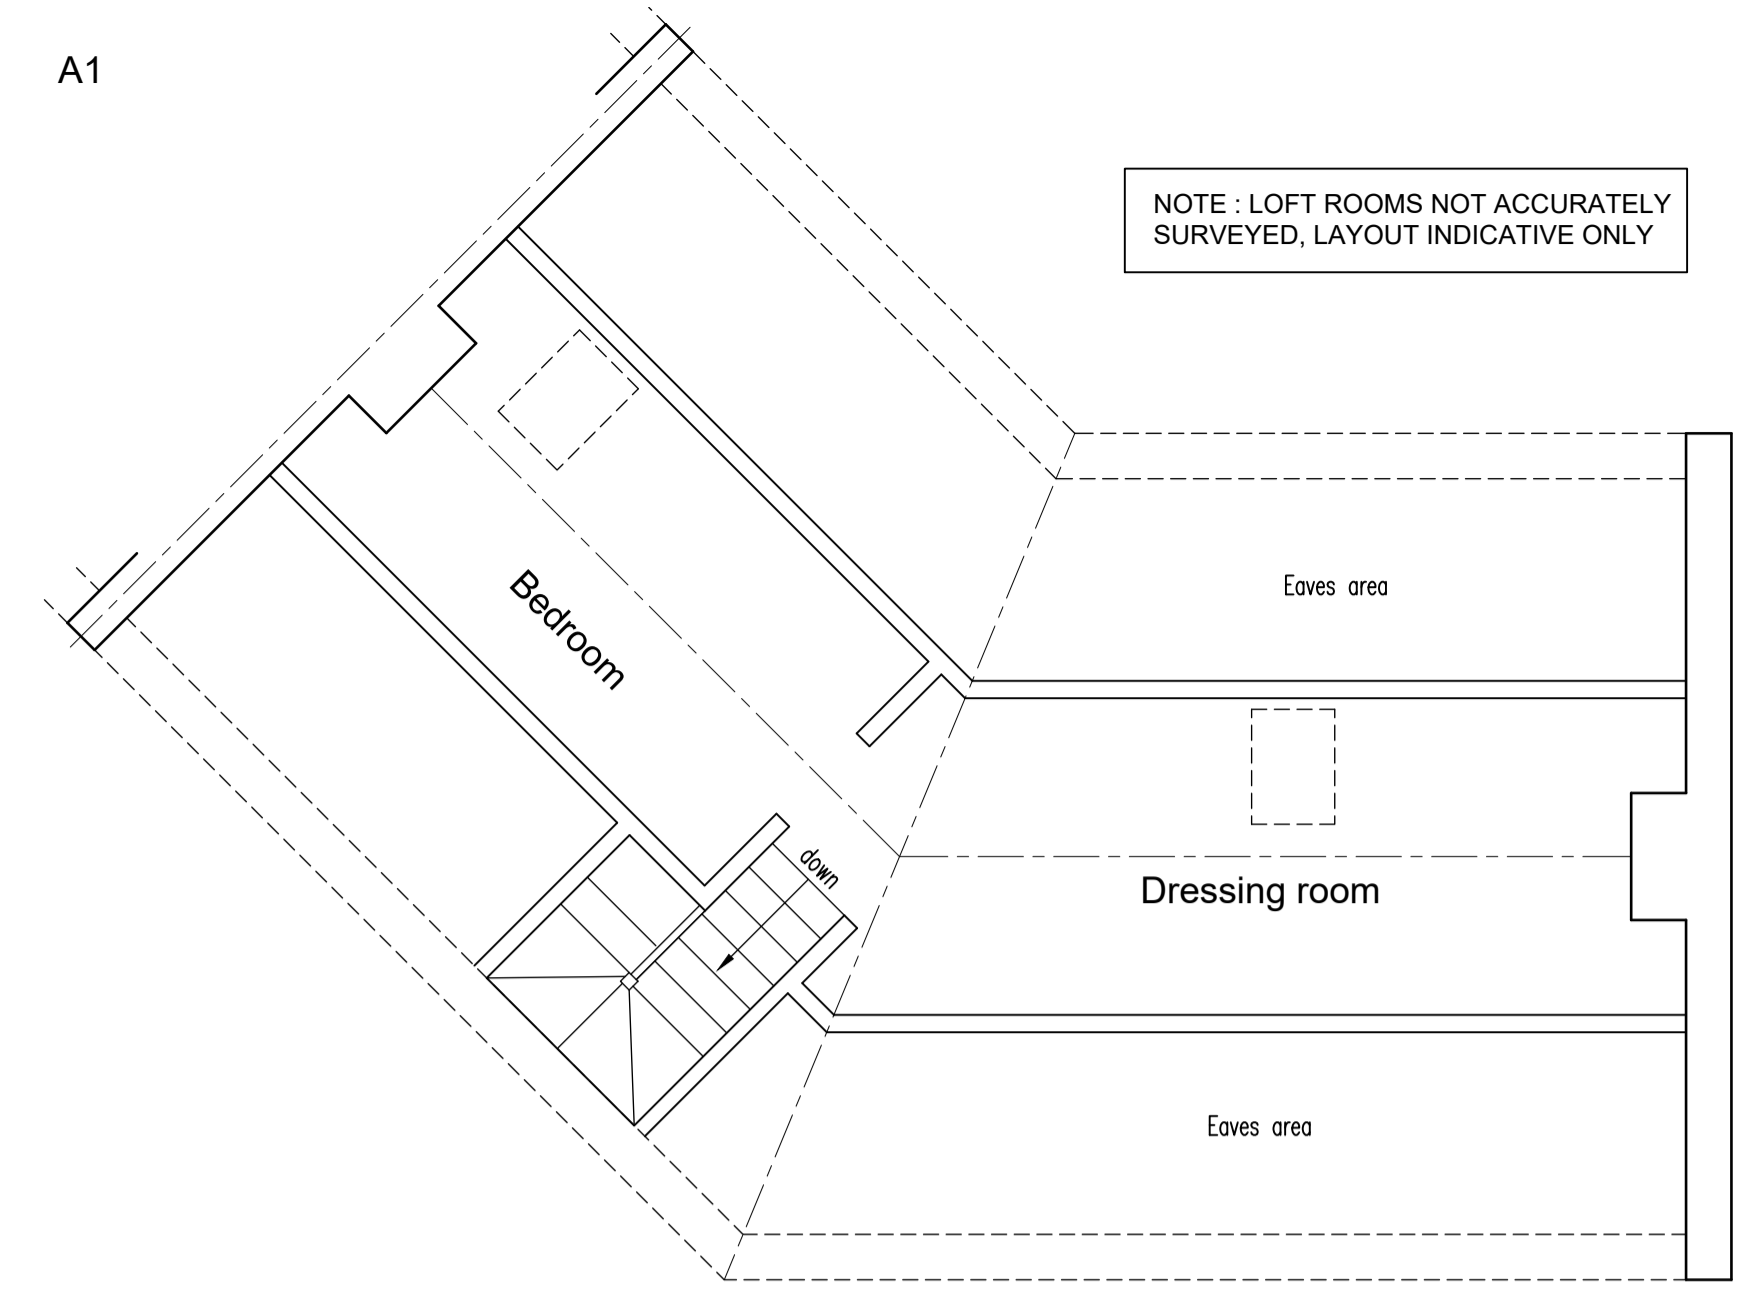 A1
NOTE : LOFT ROOMS NOT ACCURATELY
SURVEYED, LAYOUT INDICATIVE ONLY
Eaves area
Bedroom
down
Dressing room
Eaves area